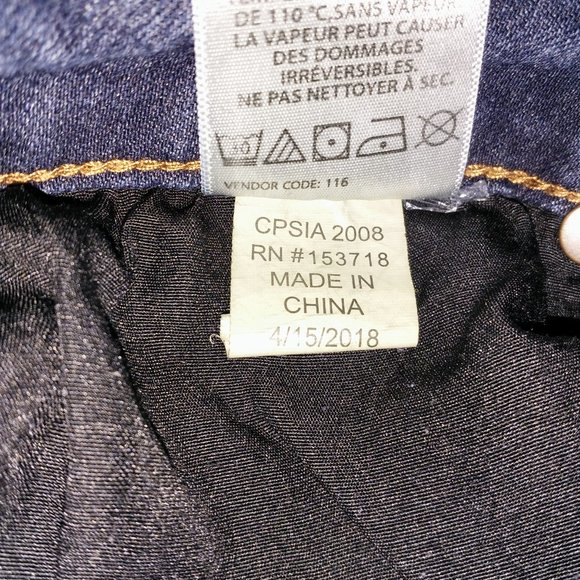 DE 110 °C, SANS VAPEUR
LA VAPEUR PEUT CAUSER
DES DOMMAGES
IRRÉVERSIBLES.
NE PAS NETTOYER À SEC.
VENDOR CODE: 116
CPSIA 2008
RN #153718
MADE IN
CHINA
4/15/2018